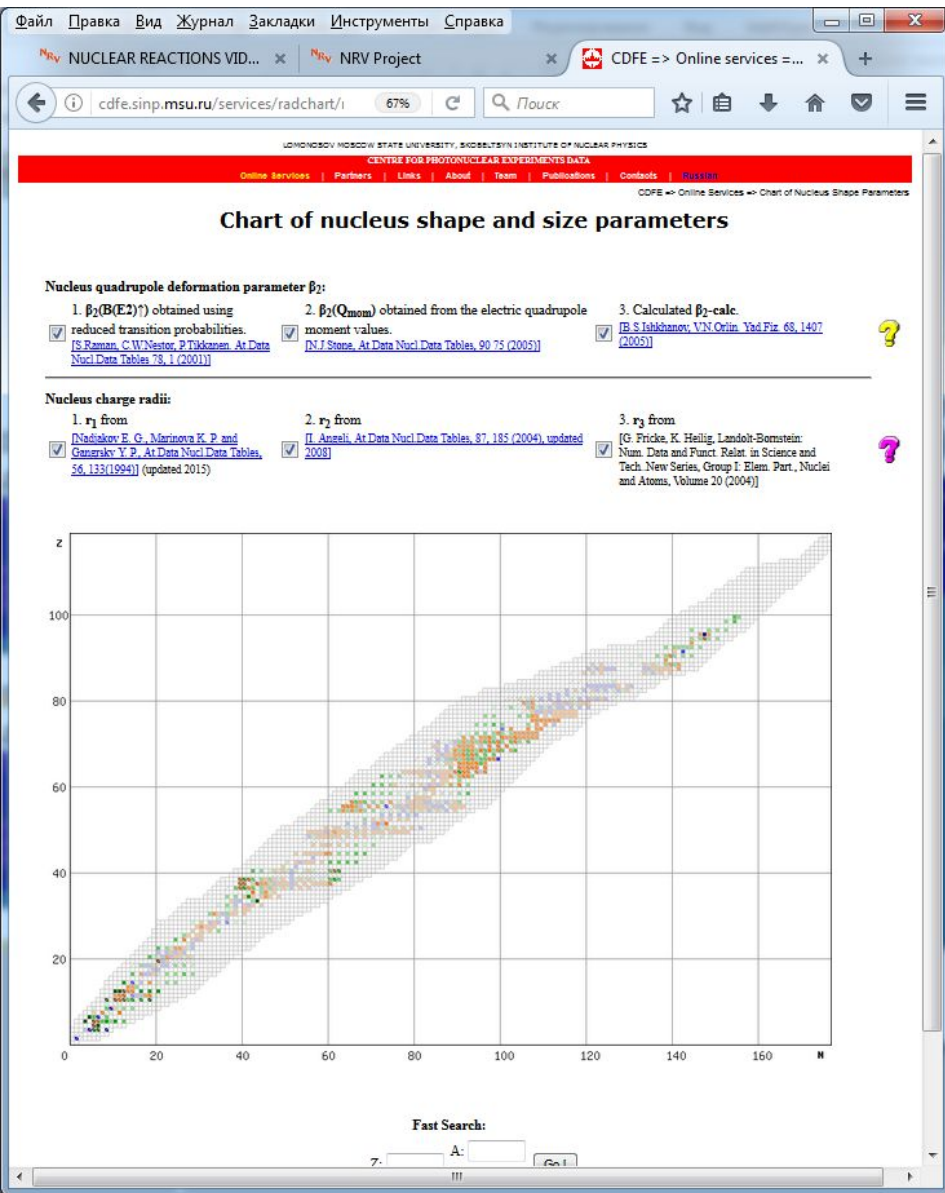 Файл Правка Вид Журнал Закладки Инструменты Справка
NRV NUCLEAR REACTIONS VID... × NRV NRV Project × CDFE => Online services =... × +
cdfe.sinp.msu.ru/services/radchart/ 67% Поиск
LOMONOSOV MOSCOW STATE UNIVERSITY, SKOBELTSYN INSTITUTE OF NUCLEAR PHYSICS
CENTRE FOR PHOTONUCLEAR EXPERIMENTS DATA
Online Services | Partners | Links | About | Team | Publications | Contacts | Russian
CDFE => Online Services => Chart of Nucleus Shape Parameters
Chart of nucleus shape and size parameters
Nucleus quadrupole deformation parameter β2:
1. β2(B(E2)↑) obtained using
reduced transition probabilities.
[S.Raman, C.W.Nestor, P.Tikkanen. At.Data
Nucl.Data Tables 78, 1 (2001)]
2. β2(Qmom) obtained from the electric quadrupole
moment values.
[N.J.Stone, At.Data Nucl.Data Tables, 90 75 (2005)]
3. Calculated β2-calc.
[B.S.Ishkhanov, V.N.Orlin. Yad.Fiz. 68, 1407
(2005)]
?
Nucleus charge radii:
1. r1 from
[Nadjakov E. G., Marinova K. P. and
Gangrsky Y. P., At.Data Nucl.Data Tables,
56, 133(1994)] (updated 2015)
2. r2 from
[I. Angeli, At.Data Nucl.Data Tables, 87, 185 (2004), updated
2008]
3. r3 from
[G. Fricke, K. Heilig, Landolt-Bornstein:
Num. Data and Funct. Relat. in Science and
Tech..New Series, Group I: Elem. Part., Nuclei
and Atoms, Volume 20 (2004)]
?
Z
100
80
60
40
20
0 20 40 60 80 100 120 140 160 N
Fast Search:
Z: A: Go !